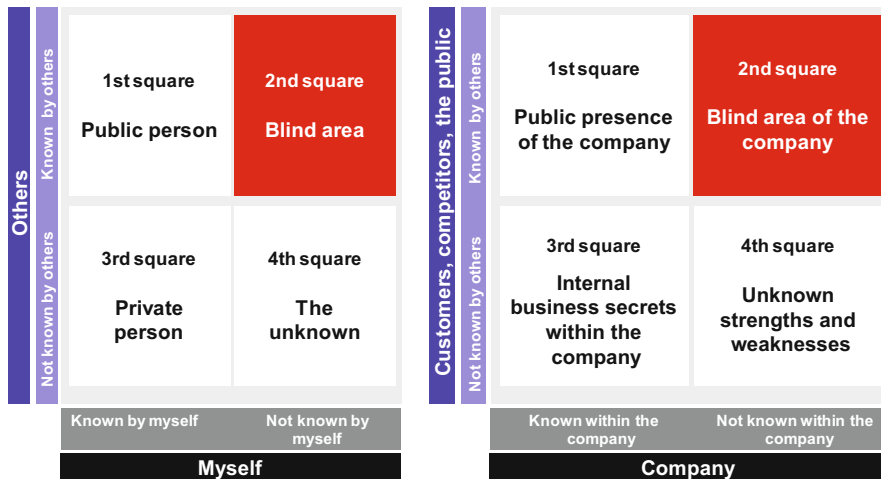 Others
Known by others
Not known by others
1st square
Public person
2nd square
Blind area
3rd square
Private
person
4th square
The
unknown
Known by myself
Not known by
myself
Myself
Customers, competitors, the public
Known by others
Not known by others
1st square
Public presence
of the company
2nd square
Blind area of the
company
3rd square
Internal
business secrets
within the
company
4th square
Unknown
strengths and
weaknesses
Known within the
company
Not known within the
company
Company